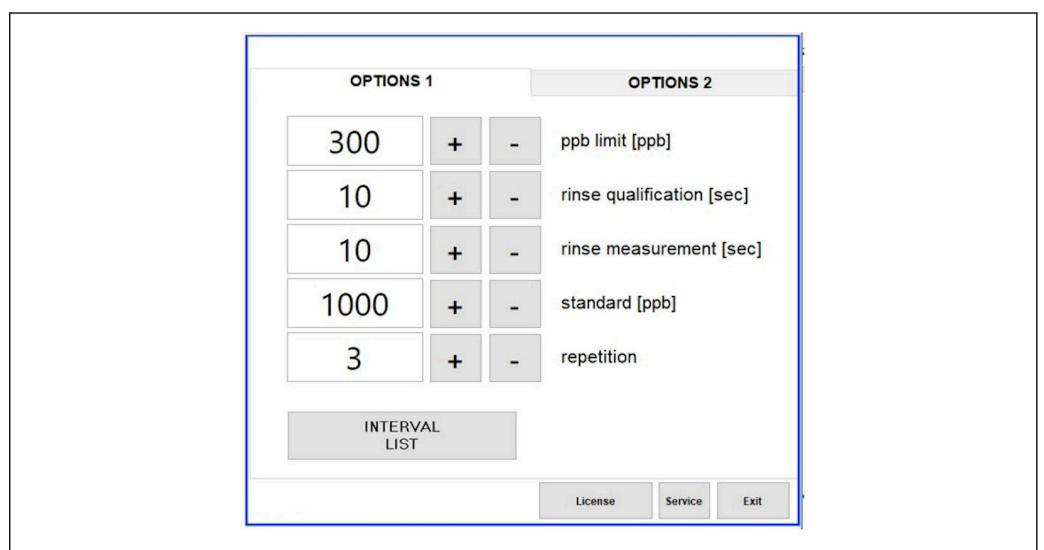 OPTIONS 1 OPTIONS 2
300 + - ppb limit [ppb]
10 + - rinse qualification [sec]
10 + - rinse measurement [sec]
1000 + - standard [ppb]
3 + - repetition
INTERVAL
LIST
License Service Exit